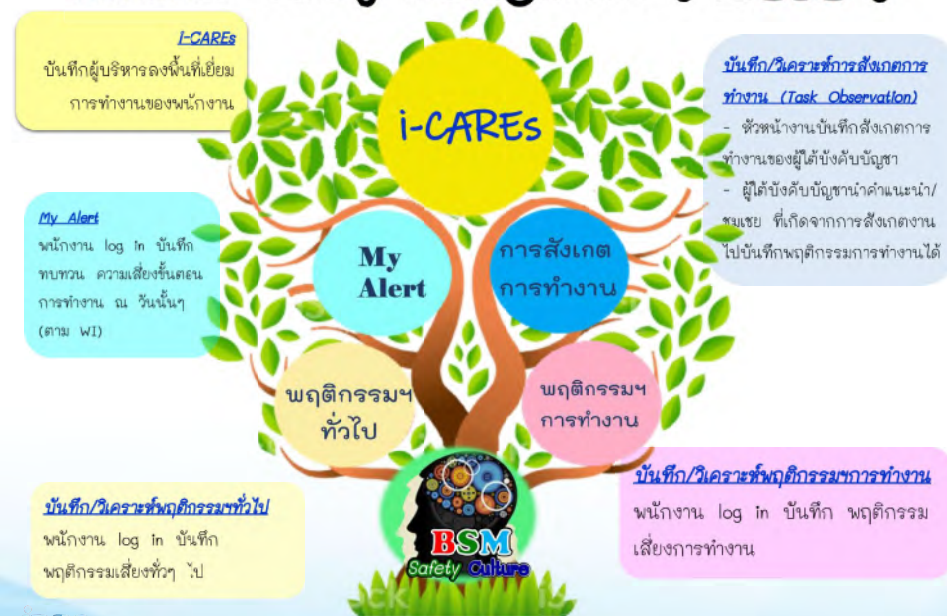 i-CAREs
บันทึกผู้บริหารลงพื้นที่เยี่ยม
การทำงานของพนักงาน
i-CAREs
บันทึก/วิเคราะห์การสังเกตการ
ทำงาน (Task Observation)
- หัวหน้างานบันทึกสังเกตการ
ทำงานของผู้ใต้บังคับบัญชา
- ผู้ใต้บังคับบัญชานำคำแนะนำ/
ชมเชย ที่เกิดจากการสังเกตงาน
ไปบันทึกพฤติกรรมการทำงานได้
My Alert
พนักงาน log in บันทึก
ทบทวน ความเสี่ยงขั้นตอน
การทำงาน ณ วันนั้นๆ
(ตาม WI)
My
Alert
การสังเกต
การทำงาน
พฤติกรรมฯ
ทั่วไป
พฤติกรรมฯ
การทำงาน
บันทึก/วิเคราะห์พฤติกรรมฯทั่วไป
พนักงาน log in บันทึก
พฤติกรรมเสี่ยงทั่วๆ ไป
BSM
Safety Culture
บันทึก/วิเคราะห์พฤติกรรมฯการทำงาน
พนักงาน log in บันทึก พฤติกรรม
เสี่ยงการทำงาน